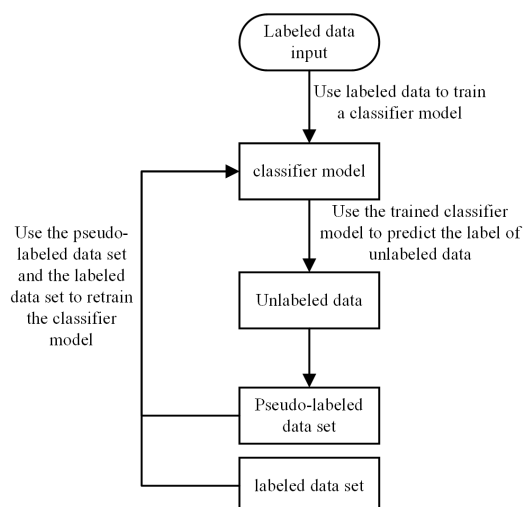 Labeled data
input
Use labeled data to train
a classifier model
classifier model
Use the trained classifier
model to predict the label of
unlabeled data
Use the pseudo-
labeled data set
and the labeled
data set to retrain
the classifier
model
Unlabeled data
Pseudo-labeled
data set
labeled data set